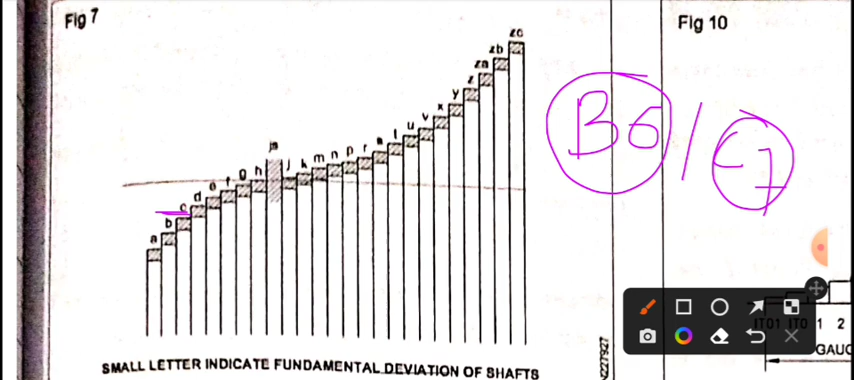 Fig 7
Fig 10
zc
zb
za
z
y
x
v
u
t
s
r
p
n
m
k
j
js
h
g
f
e
d
c
b
a
B6/c7
IT01 IT0 1 2
GAUG
2227927
SMALL LETTER INDICATE FUNDAMENTAL DEVIATION OF SHAFTS